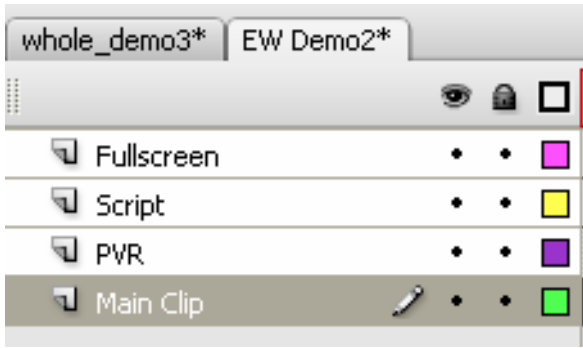 whole_demo3* EW Demo2*
Fullscreen
Script
PVR
Main Clip